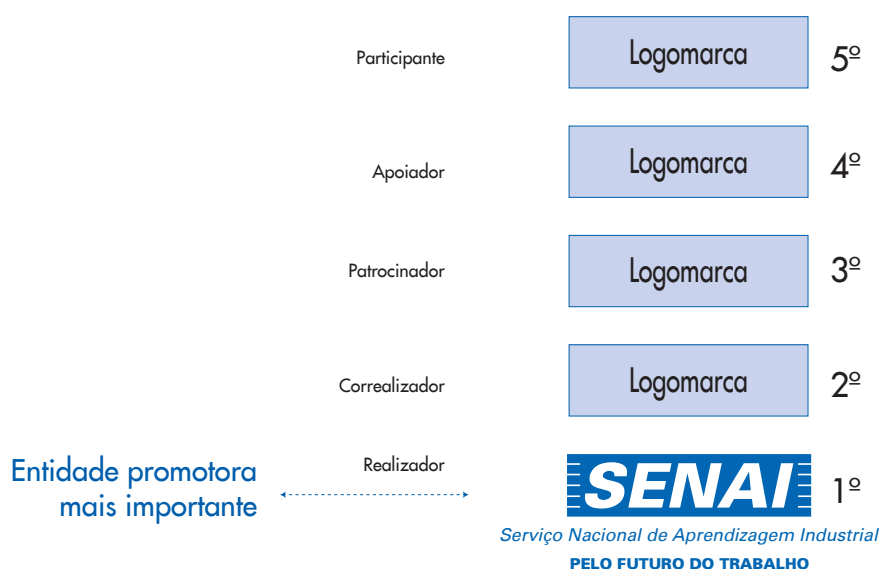 Participante
Logomarca
5º
Apoiador
Logomarca
4º
Patrocinador
Logomarca
3º
Correalizador
Logomarca
2º
Entidade promotora
mais importante
Realizador
SENAI
1º
Serviço Nacional de Aprendizagem Industrial
PELO FUTURO DO TRABALHO